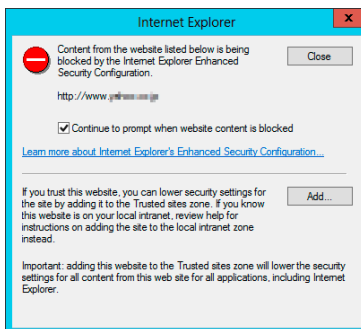 Internet Explorer
x
Content from the website listed below is being
blocked by the Internet Explorer Enhanced
Security Configuration.
Close
http://www.
Continue to prompt when website content is blocked
Learn more about Internet Explorer's Enhanced Security Configuration...
If you trust this website, you can lower security settings for
the site by adding it to the Trusted sites zone. If you know
this website is on your local intranet, review help for
instructions on adding the site to the local intranet zone
instead.
Add...
Important: adding this website to the Trusted sites zone will lower the security
settings for all content from this web site for all applications, including Internet
Explorer.